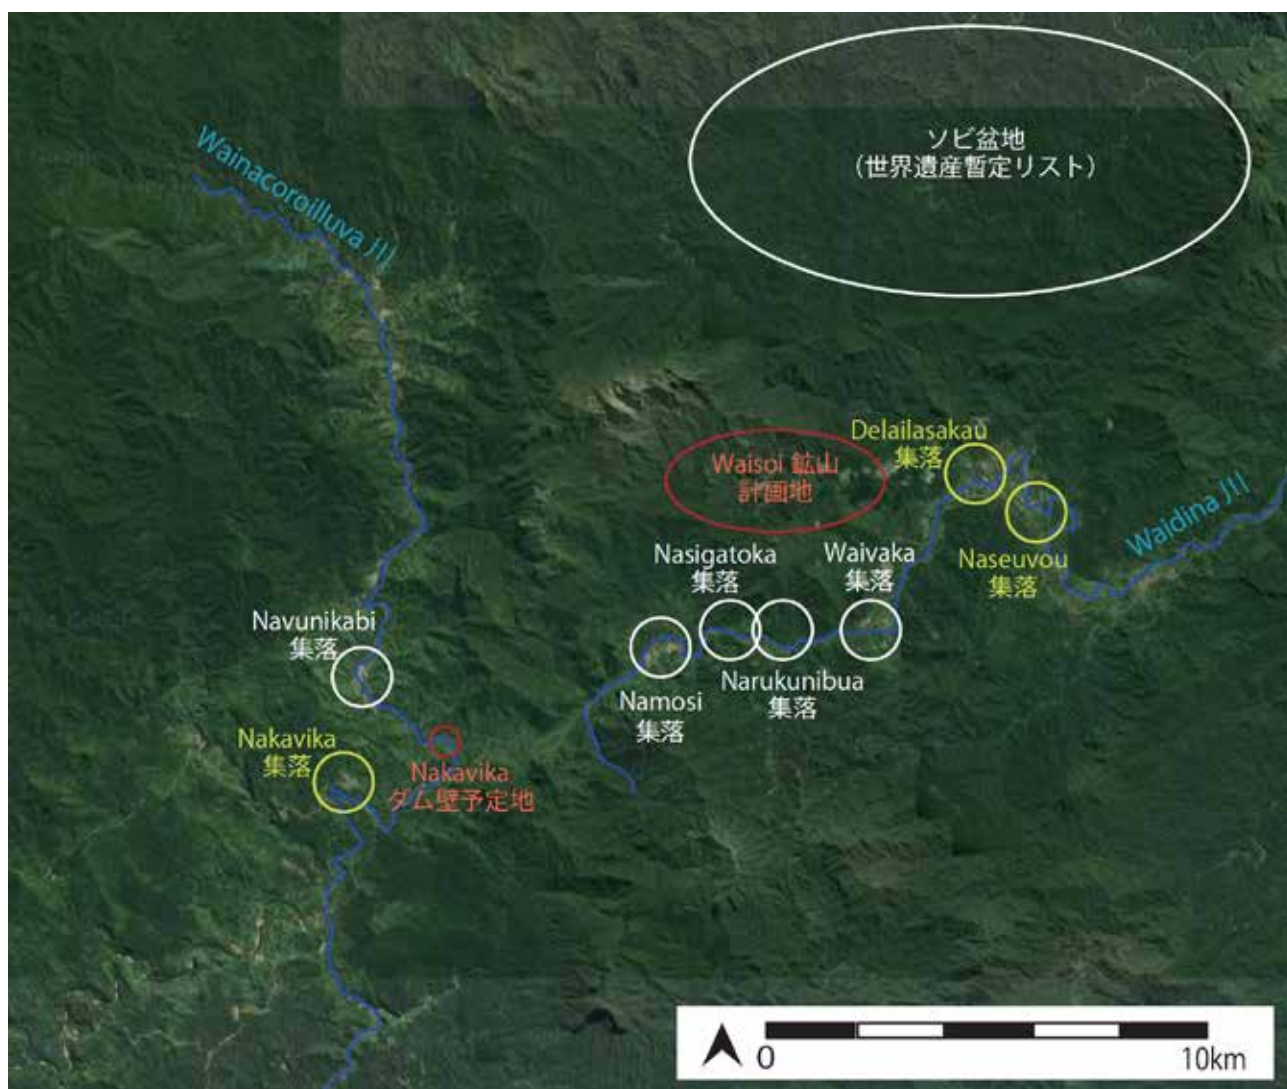 ソビ盆地
（世界遺産暫定リスト）
Wainacoroilluva 川
Delailasakau
集落
Waisoi 鉱山
計画地
Waidina 川
Nasigatoka
集落
Waivaka
集落
Naseuvou
集落
Navunikabi
集落
Namosi
集落
Narukunibua
集落
Nakavika
集落
Nakavika
ダム壁予定地
0
10km